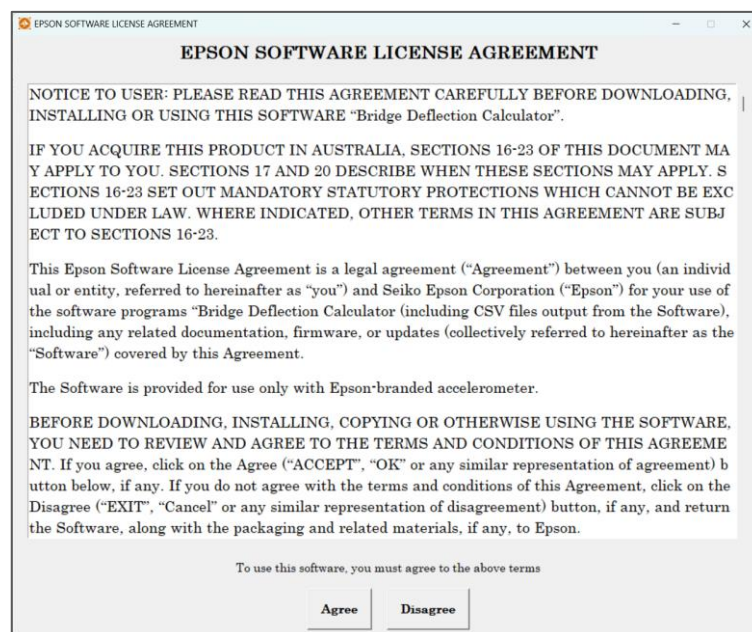 EPSON SOFTWARE LICENSE AGREEMENT
EPSON SOFTWARE LICENSE AGREEMENT
NOTICE TO USER: PLEASE READ THIS AGREEMENT CAREFULLY BEFORE DOWNLOADING,
INSTALLING OR USING THIS SOFTWARE “Bridge Deflection Calculator”.
IF YOU ACQUIRE THIS PRODUCT IN AUSTRALIA, SECTIONS 16-23 OF THIS DOCUMENT MA
Y APPLY TO YOU. SECTIONS 17 AND 20 DESCRIBE WHEN THESE SECTIONS MAY APPLY. S
ECTIONS 16-23 SET OUT MANDATORY STATUTORY PROTECTIONS WHICH CANNOT BE EXC
LUDED UNDER LAW. WHERE INDICATED, OTHER TERMS IN THIS AGREEMENT ARE SUBJ
ECT TO SECTIONS 16-23.
This Epson Software License Agreement is a legal agreement (“Agreement”) between you (an individ
ual or entity, referred to hereinafter as “you”) and Seiko Epson Corporation (“Epson”) for your use of
the software programs “Bridge Deflection Calculator (including CSV files output from the Software),
including any related documentation, firmware, or updates (collectively referred to hereinafter as the
“Software”) covered by this Agreement.
The Software is provided for use only with Epson-branded accelerometer.
BEFORE DOWNLOADING, INSTALLING, COPYING OR OTHERWISE USING THE SOFTWARE,
YOU NEED TO REVIEW AND AGREE TO THE TERMS AND CONDITIONS OF THIS AGREEME
NT. If you agree, click on the Agree (“ACCEPT”, “OK” or any similar representation of agreement) b
utton below, if any. If you do not agree with the terms and conditions of this Agreement, click on the
Disagree (“EXIT”, “Cancel” or any similar representation of disagreement) button, if any, and return
the Software, along with the packaging and related materials, if any, to Epson.
To use this software, you must agree to the above terms
Agree Disagree